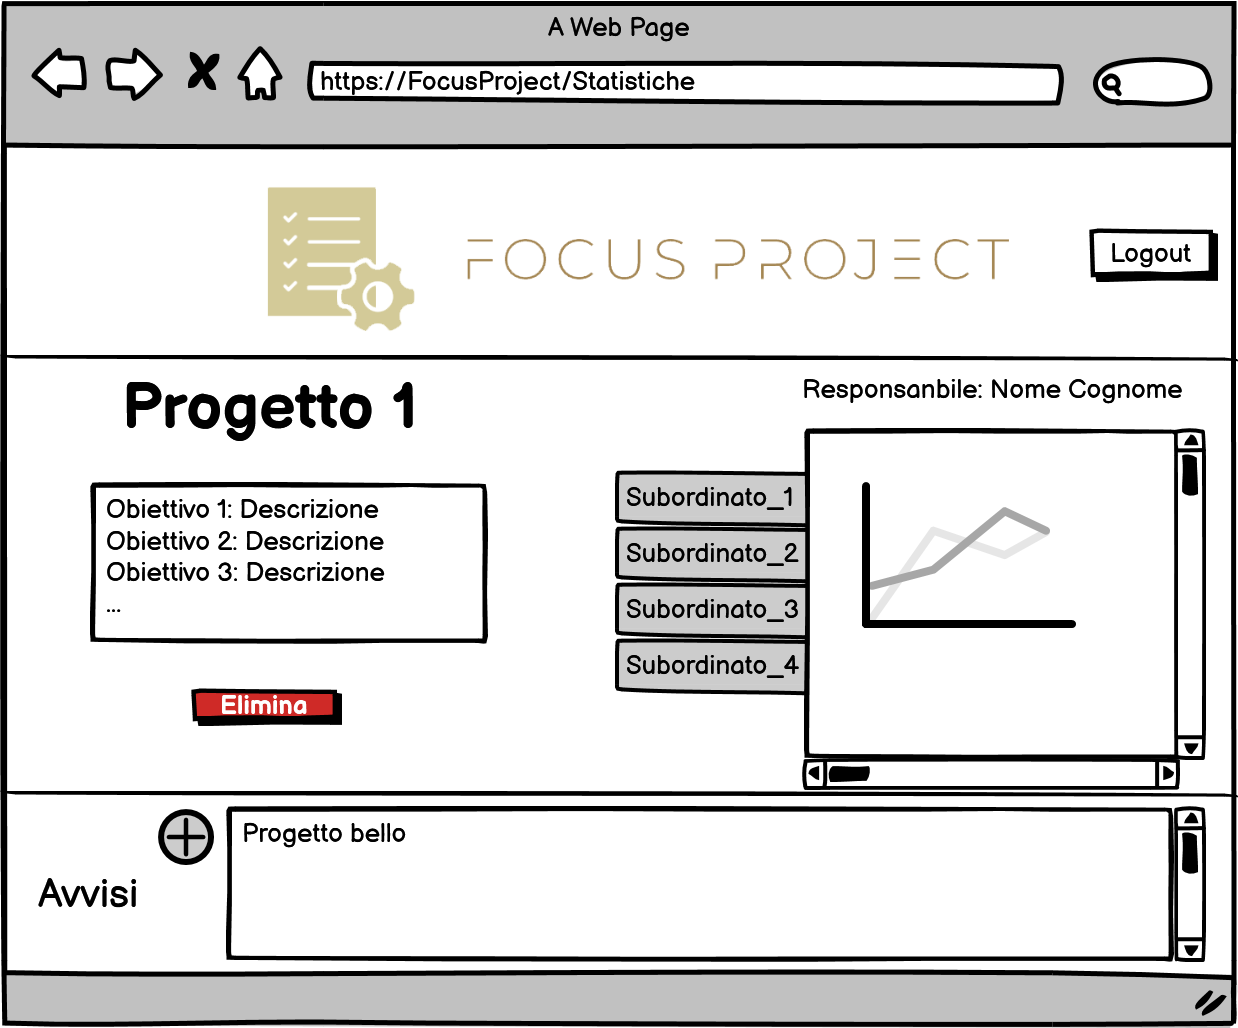 A Web Page
https://FocusProject/Statistiche
FOCUS PROJECT
Logout
Progetto 1
Responsanbile: Nome Cognome
Obiettivo 1: Descrizione
Obiettivo 2: Descrizione
Obiettivo 3: Descrizione
...
Elimina
Subordinato_1
Subordinato_2
Subordinato_3
Subordinato_4
Avvisi
Progetto bello